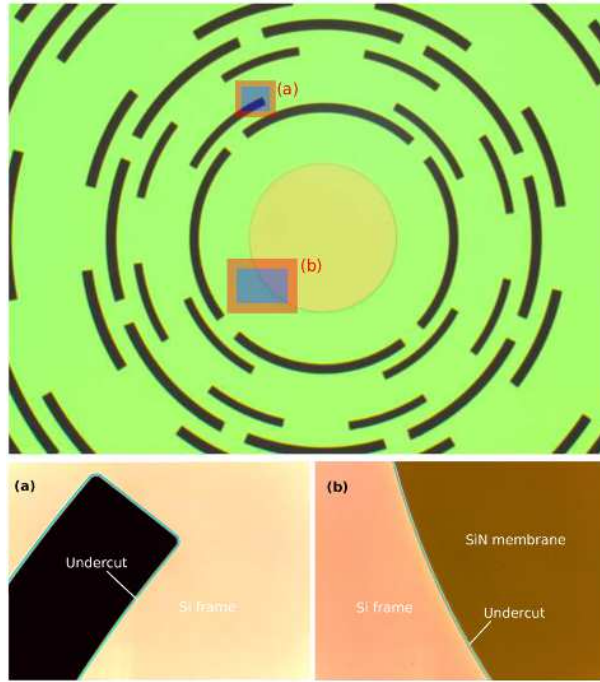 (a)
(b)
(a)
Undercut
Si frame
(b)
SiN membrane
Si frame
Undercut